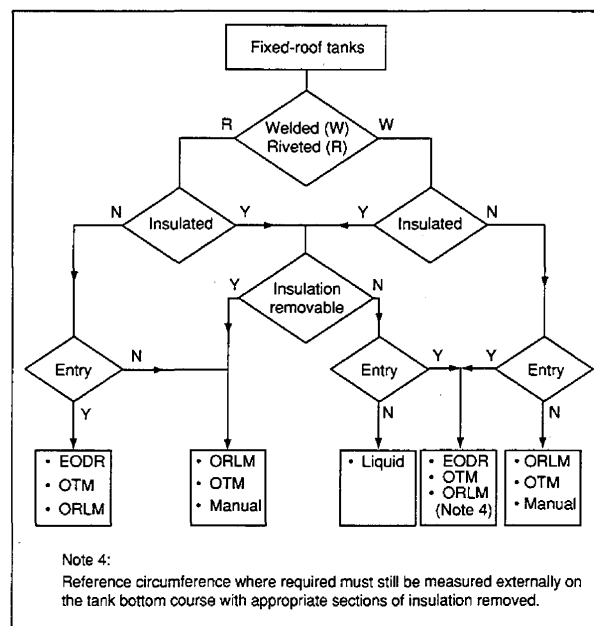 Fixed-roof tanks
R
Welded (W)
Riveted (R)
W
N
Insulated
Y
Y
Insulated
N
Y
Insulation
removable
N
Entry
N
Entry
Y
Y
Entry
Y
N
N
• EODR
• OTM
• ORLM
• ORLM
• OTM
• Manual
• Liquid
• EODR
• OTM
• ORLM
(Note 4)
• ORLM
• OTM
• Manual
Note 4:
Reference circumference where required must still be measured externally on
the tank bottom course with appropriate sections of insulation removed.